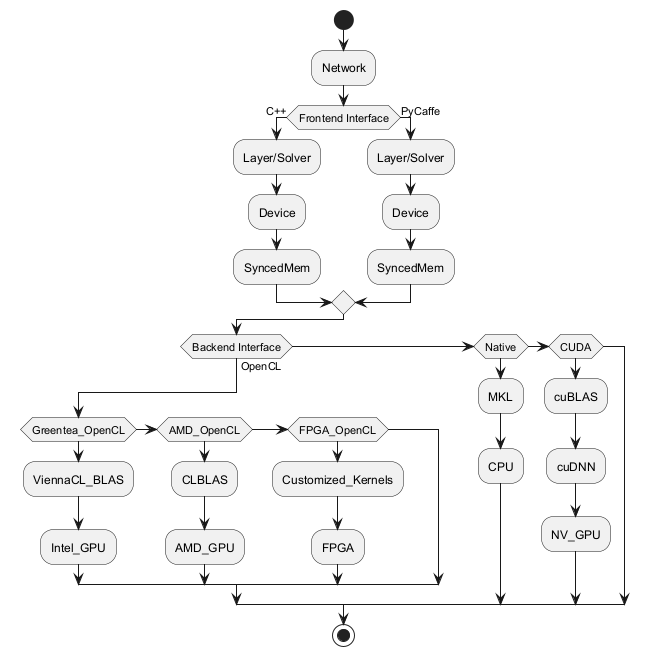 Network
C++
Frontend Interface
PyCaffe
Layer/Solver
Layer/Solver
Device
Device
SyncedMem
SyncedMem
Backend Interface
Native
CUDA
OpenCL
MKL
cuBLAS
Greentea_OpenCL
AMD_OpenCL
FPGA_OpenCL
CPU
cuDNN
ViennaCL_BLAS
CLBLAS
Customized_Kernels
NV_GPU
Intel_GPU
AMD_GPU
FPGA